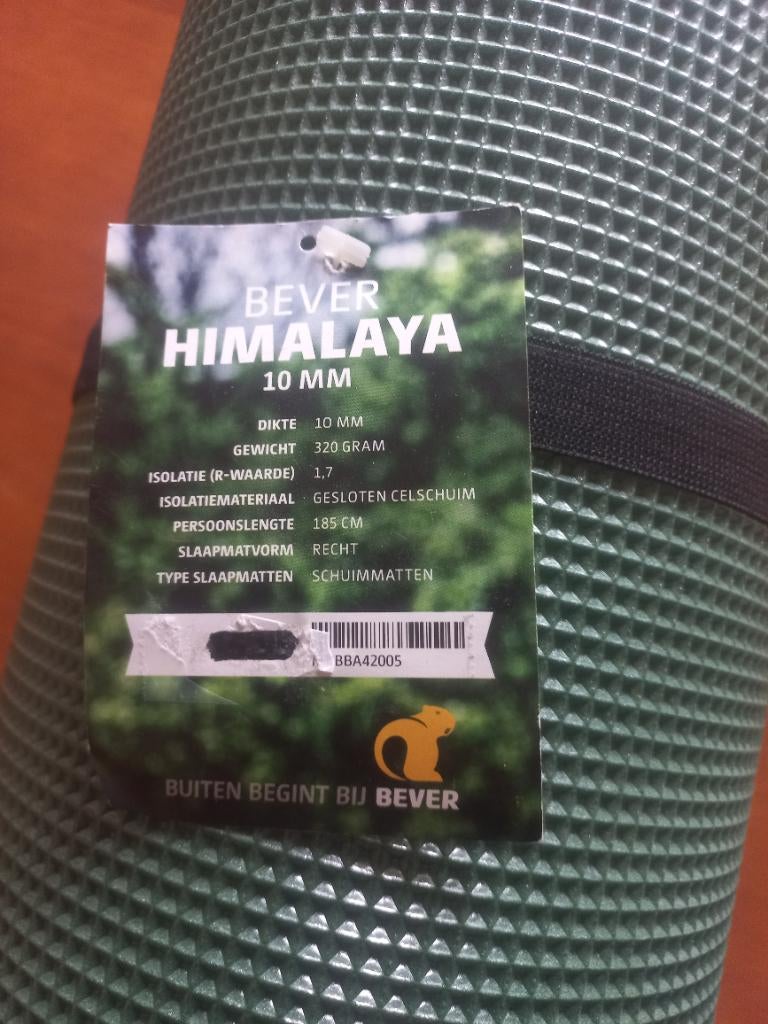 BEVER
HIMALAYA
10 MM
DIKTE 10 MM
GEWICHT 320 GRAM
ISOLATIE (R-WAARDE) 1,7
ISOLATIEMATERIAAL GESLOTEN CELSCHUIM
PERSOONSLENGTE 185 CM
SLAAPMATVORM RECHT
TYPE SLAAPMATTEN SCHUIMMATTEN
BBA42005
BUITEN BEGINT BIJ BEVER